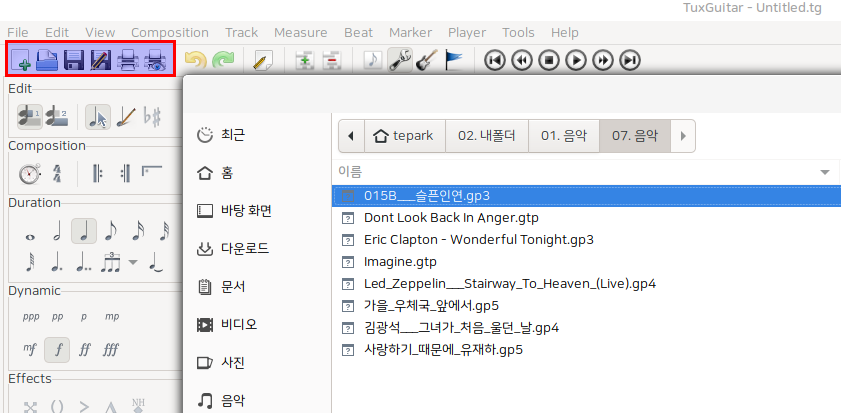 TuxGuitar - Untitled.tg
File Edit View Composition Track Measure Beat Marker Player Tools Help
Edit
1 2
Composition
Duration
3
Dynamic
ppp pp p mp
mf f ff fff
Effects
NH
최근
홈
바탕 화면
다운로드
문서
비디오
사진
음악
tepark 02. 내폴더 01. 음악 07. 음악
이름
015B___슬픈인연.gp3
Dont Look Back In Anger.gtp
Eric Clapton - Wonderful Tonight.gp3
Imagine.gtp
Led_Zeppelin___Stairway_To_Heaven_(Live).gp4
가을_우체국_앞에서.gp5
김광석___그녀가_처음_울던_날.gp4
사랑하기_때문에_유재하.gp5